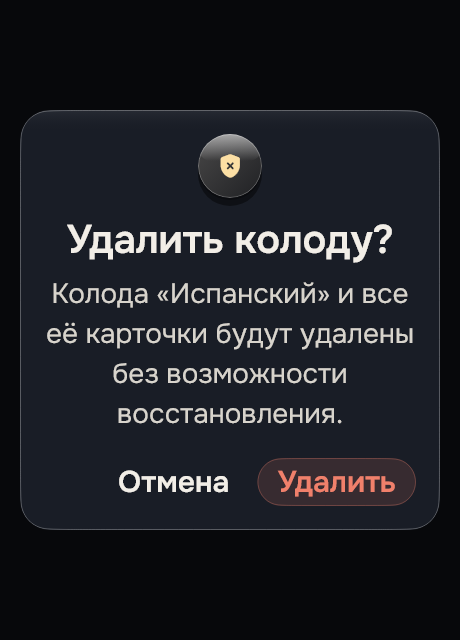 Удалить колоду?
Колода «Испанский» и все
её карточки будут удалены
без возможности
восстановления.
Отмена
Удалить